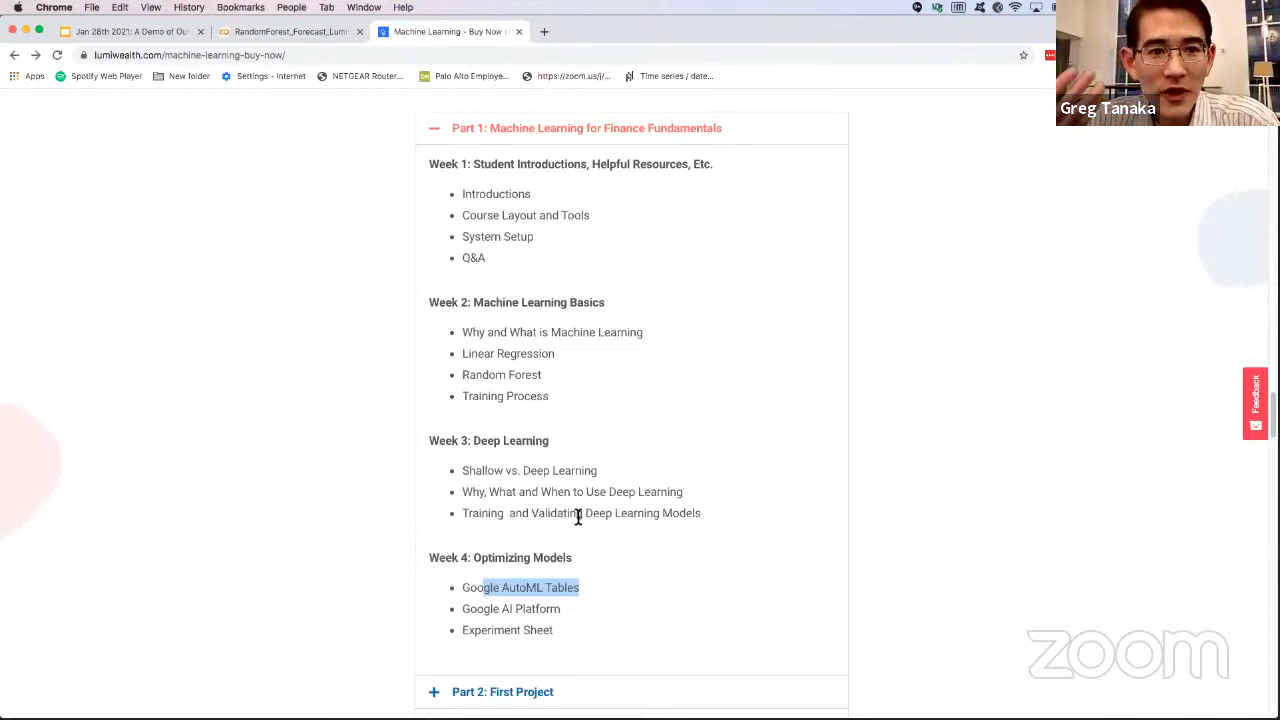 Chrome File Edit View History Bookmarks People Tab Window Help
Jan 28th 2021: A Demo of Ou
RandomForest_Forecast_Lumi
Machine Learning - Buy Now (
lumiwealth.com/machine-learning-buy-now/
Apps Spotify Web Player New folder Settings - Internet NETGEAR Router... Palo Alto Employe... https://zoom.us/j/... Time series / date...
Greg Tanaka
Part 1: Machine Learning for Finance Fundamentals
Week 1: Student Introductions, Helpful Resources, Etc.
Introductions
Course Layout and Tools
System Setup
Q&A
Week 2: Machine Learning Basics
Why and What is Machine Learning
Linear Regression
Random Forest
Training Process
Week 3: Deep Learning
Shallow vs. Deep Learning
Why, What and When to Use Deep Learning
Training and Validating Deep Learning Models
Week 4: Optimizing Models
Google AutoML Tables
Google AI Platform
Experiment Sheet
Part 2: First Project
Feedback
zoom